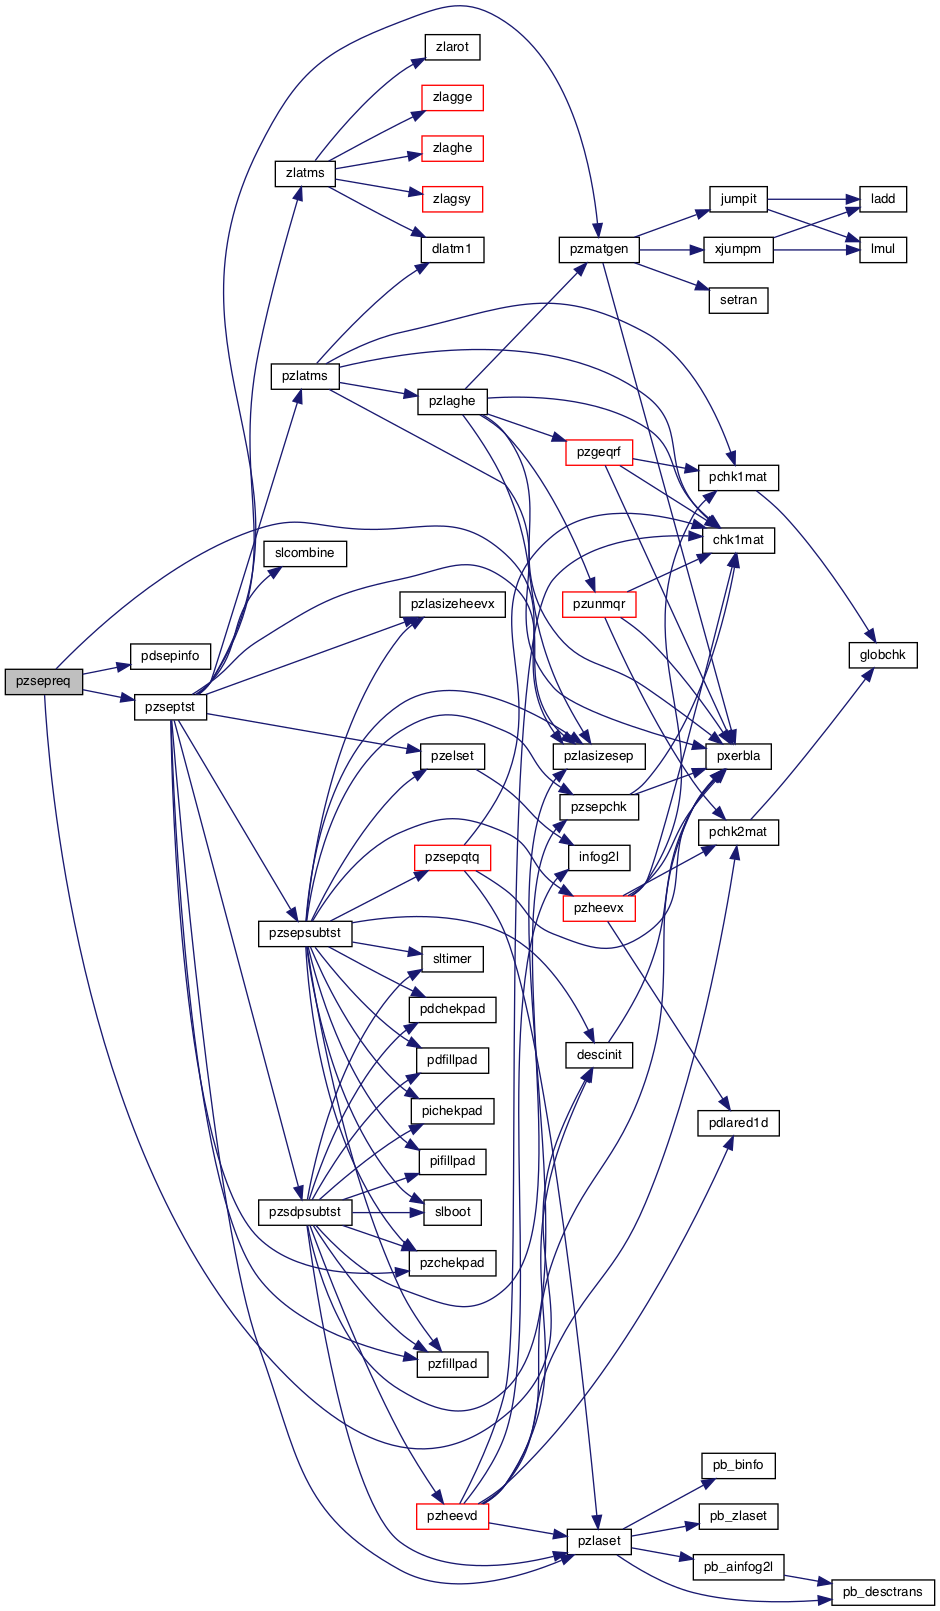 zlarot
zlagge
zlaghe
zlatms
zlagsy
jumpit
ladd
dlatm1
pzmatgen
xjumpm
lmul
setran
pzlatms
pzlaghe
pzgeqrf
pchk1mat
slcombine
chk1mat
pzlasizeheevx
pzunmqr
pdsepinfo
globchk
pzsepreq
pzseptst
pzelset
pzlasizesep
pxerbla
pzsepchk
pchk2mat
pzsepqtq
infog2l
pzheevx
pzsepsubtst
sltimer
pdchekpad
descinit
pdfillpad
pichekpad
pdlared1d
pifillpad
pzsdpsubtst
slboot
pzchekpad
pzfillpad
pb_binfo
pzheevd
pb_zlaset
pzlaset
pb_ainfog2l
pb_desctrans